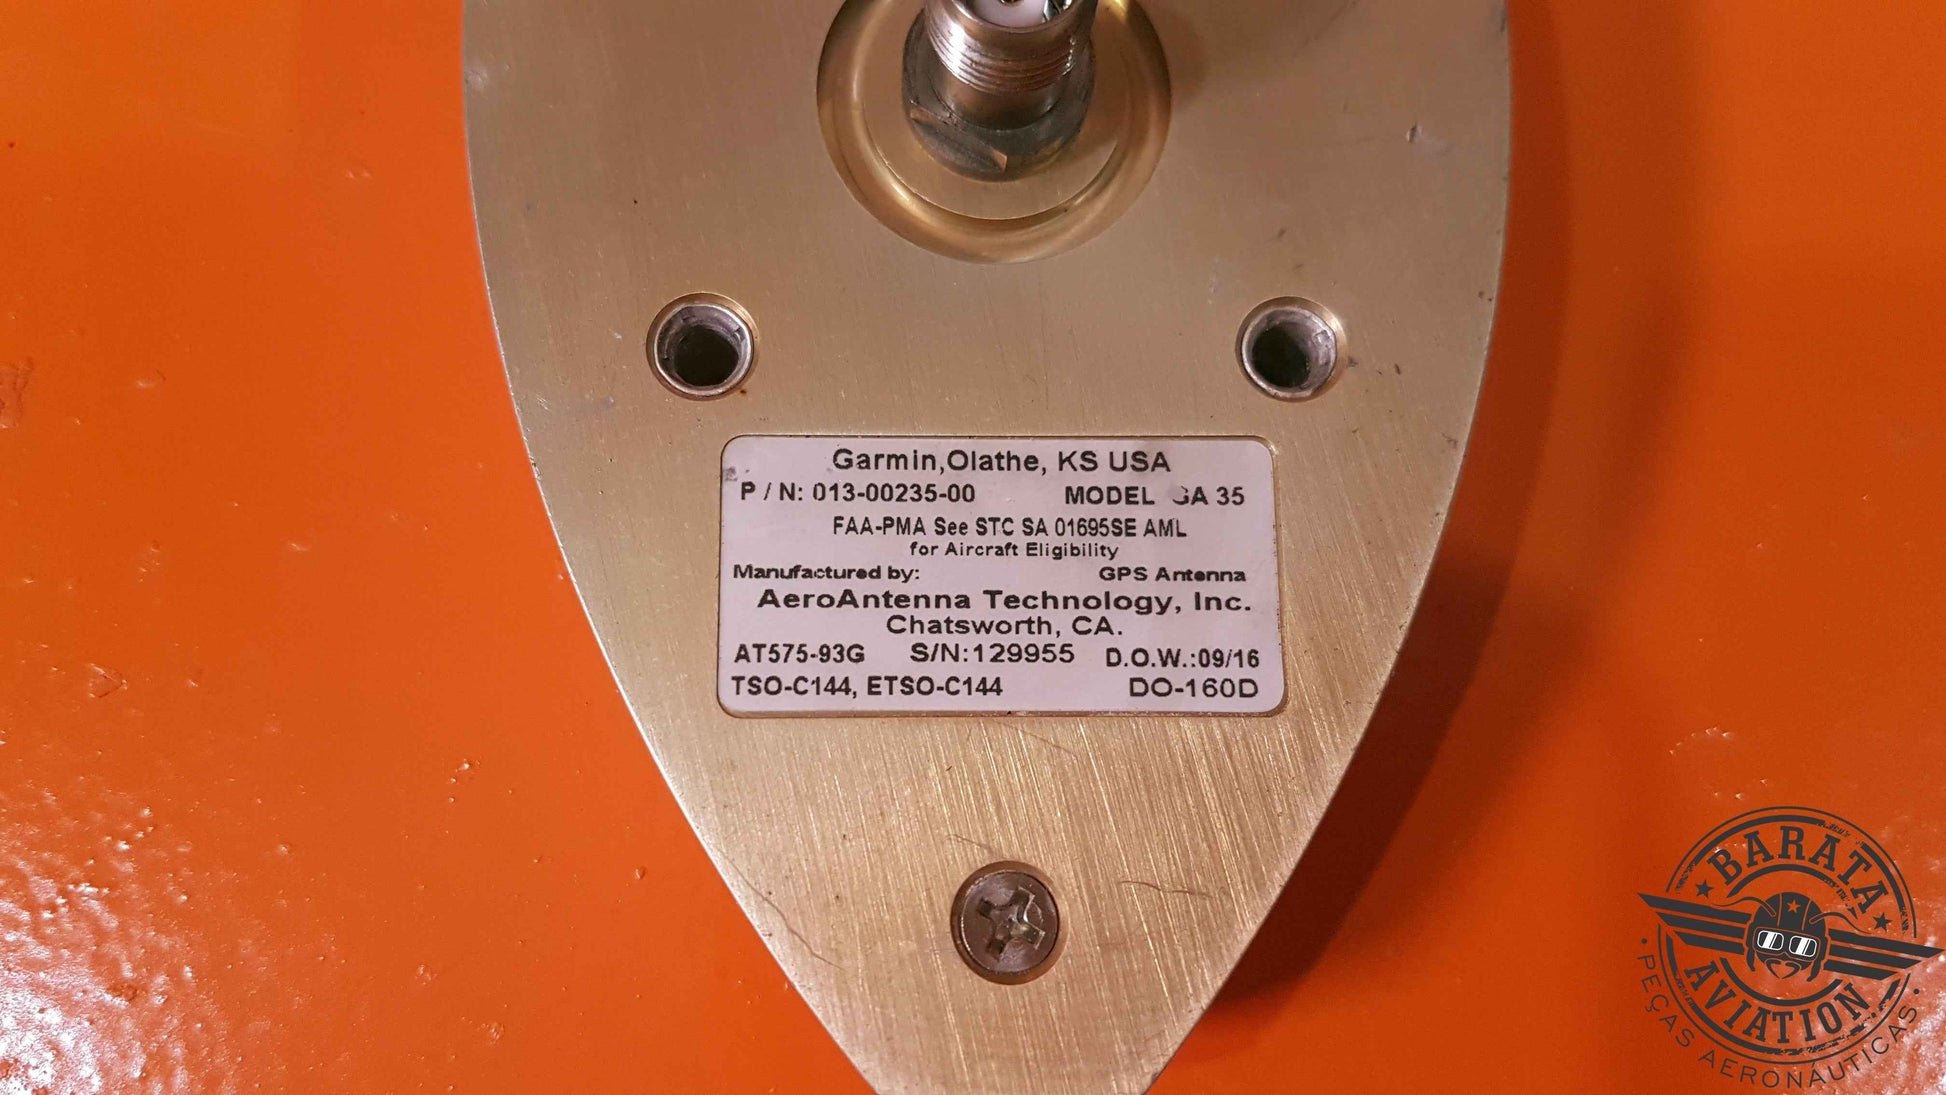 Garmin,Olathe, KS USA
P / N: 013-00235-00 MODEL GA 35
FAA-PMA See STC SA 01695SE AML
for Aircraft Eligibility
Manufactured by: GPS Antenna
AeroAntenna Technology, Inc.
Chatsworth, CA.
AT575-93G S/N:129955 D.O.W.:09/16
TSO-C144, ETSO-C144 DO-160D
BARATA
AVIATION
PEÇAS AERONÁUTICAS